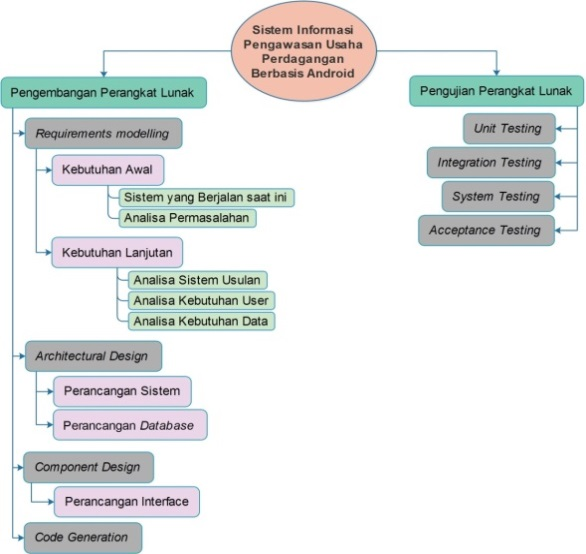 Sistem Informasi
Pengawasan Usaha
Perdagangan
Berbasis Android
Pengembangan Perangkat Lunak
Requirements modelling
Kebutuhan Awal
Sistem yang Berjalan saat ini
Analisa Permasalahan
Kebutuhan Lanjutan
Analisa Sistem Usulan
Analisa Kebutuhan User
Analisa Kebutuhan Data
Architectural Design
Perancangan Sistem
Perancangan Database
Component Design
Perancangan Interface
Code Generation
Pengujian Perangkat Lunak
Unit Testing
Integration Testing
System Testing
Acceptance Testing